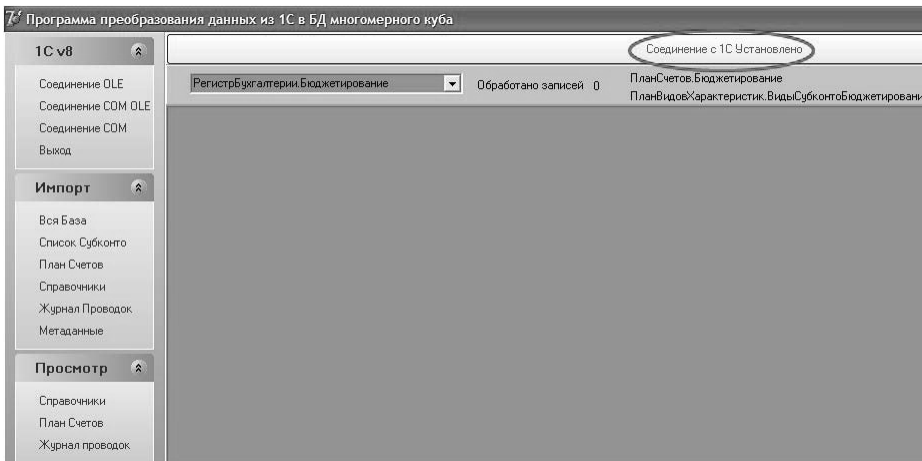 Программа преобразования данных из 1С в БД многомерного куба
1С v8
Соединение OLE
Соединение COM OLE
Соединение COM
Выход
Импорт
Вся База
Список Субконто
План Счетов
Справочники
Журнал Проводок
Метаданные
Просмотр
Справочники
План Счетов
Журнал проводок
Соединение с 1С Установлено
РегистрБухгалтерии.Бюджетирование
Обработано записей 0
ПланСчетов.Бюджетирование
ПланВидовХарактеристик.ВидыСубконтоБюджетировани